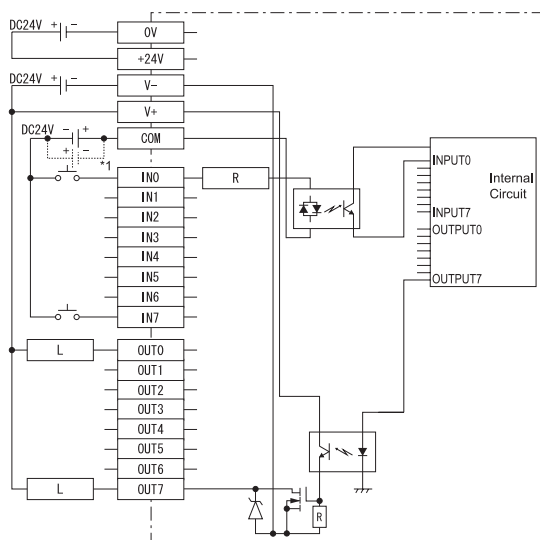 DC24V + − 0V
+24V
DC24V + − V-
V+
DC24V − + COM
+ − *1
IN0 R
IN1
IN2
IN3
IN4
IN5
IN6
IN7
INPUT0
Internal
Circuit
INPUT7
OUTPUT0
OUTPUT7
L OUT0
OUT1
OUT2
OUT3
OUT4
OUT5
OUT6
L OUT7
R